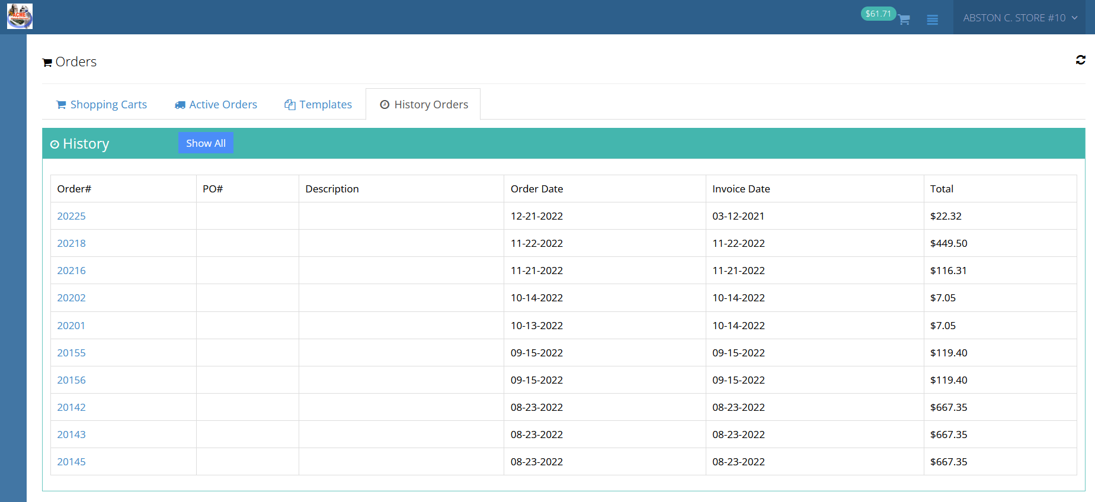 $61.71
ABSTON C. STORE #10
Orders
Shopping Carts Active Orders Templates History Orders
History Show All
Order# PO# Description Order Date Invoice Date Total
20225 12-21-2022 03-12-2021 $22.32
20218 11-22-2022 11-22-2022 $449.50
20216 11-21-2022 11-21-2022 $116.31
20202 10-14-2022 10-14-2022 $7.05
20201 10-13-2022 10-14-2022 $7.05
20155 09-15-2022 09-15-2022 $119.40
20156 09-15-2022 09-15-2022 $119.40
20142 08-23-2022 08-23-2022 $667.35
20143 08-23-2022 08-23-2022 $667.35
20145 08-23-2022 08-23-2022 $667.35